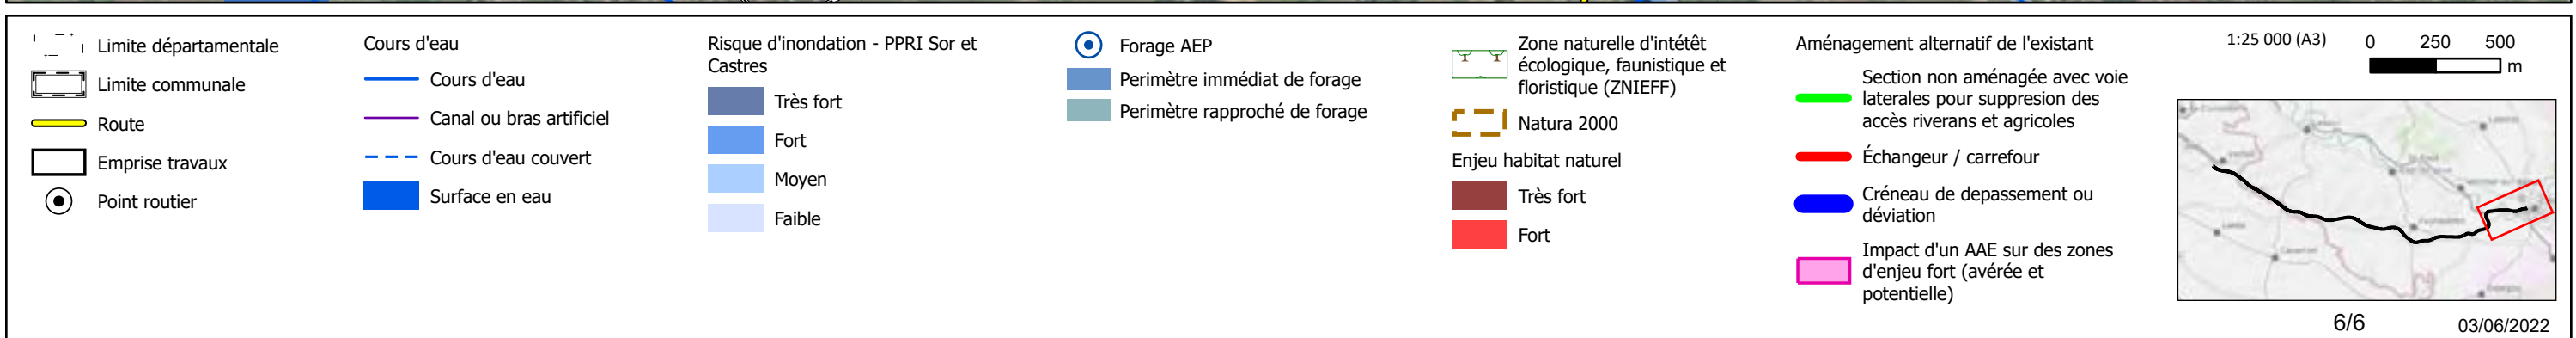 Limite départementale
Limite communale
Route
Emprise travaux
Point routier
Cours d'eau
Cours d'eau
Canal ou bras artificiel
Cours d'eau couvert
Surface en eau
Risque d'inondation - PPRI Sor et
Castres
Très fort
Fort
Moyen
Faible
Forage AEP
Perimètre immédiat de forage
Perimètre rapproché de forage
Zone naturelle d'intétêt
écologique, faunistique et
floristique (ZNIEFF)
Natura 2000
Enjeu habitat naturel
Très fort
Fort
Aménagement alternatif de l'existant
Section non aménagée avec voie
laterales pour suppresion des
accès riverans et agricoles
Échangeur / carrefour
Créneau de depassement ou
déviation
Impact d'un AAE sur des zones
d'enjeu fort (avérée et
potentielle)
1:25 000 (A3)
0 250 500
m
6/6
03/06/2022